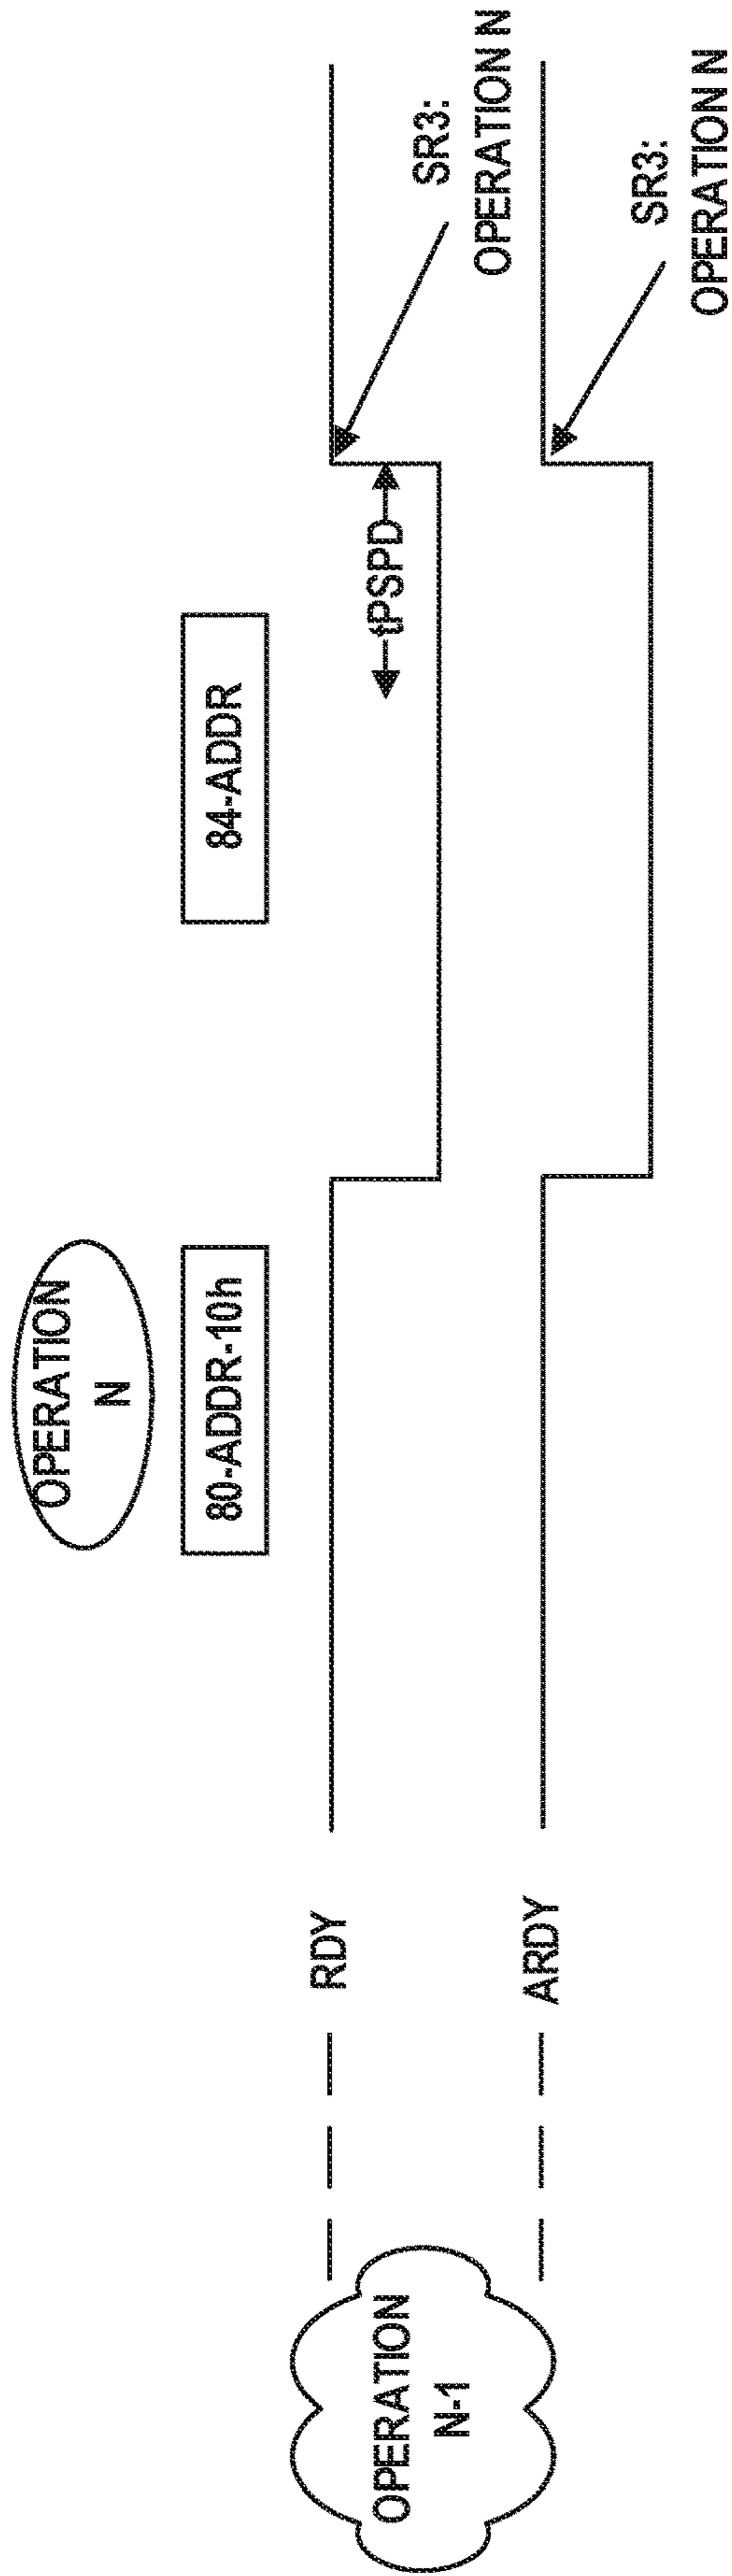 OPERATION
N
80-ADDR-10h
84-ADDR
OPERATION
N-1
RDY
tPSPD
SR3:
OPERATION N
ARDY
SR3:
OPERATION N